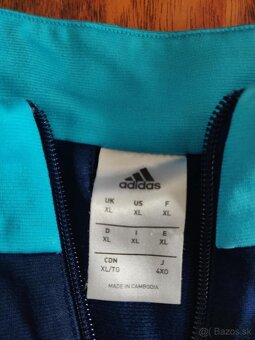 adidas
UK US F
XL XL XL
D I E
XL XL XL
CDN J
XL/TG 4XO
MADE IN CAMBODIA
Bazos.sk